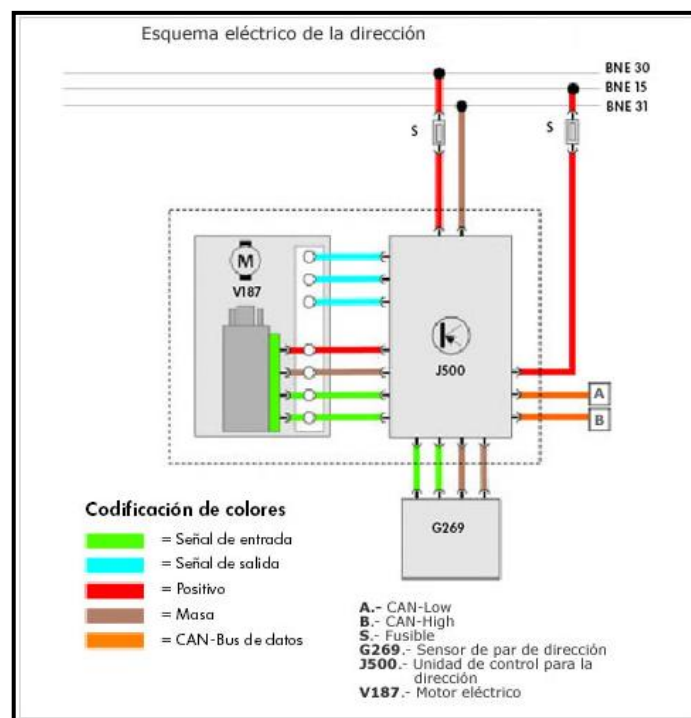 Esquema eléctrico de la dirección
BNE 30
BNE 15
BNE 31
S
S
M
V187
J500
A
B
G269
Codificación de colores
= Señal de entrada
= Señal de salida
= Positivo
= Masa
= CAN-Bus de datos
A.- CAN-Low
B.- CAN-High
S.- Fusible
G269.- Sensor de par de dirección
J500.- Unidad de control para la
dirección
V187.- Motor eléctrico